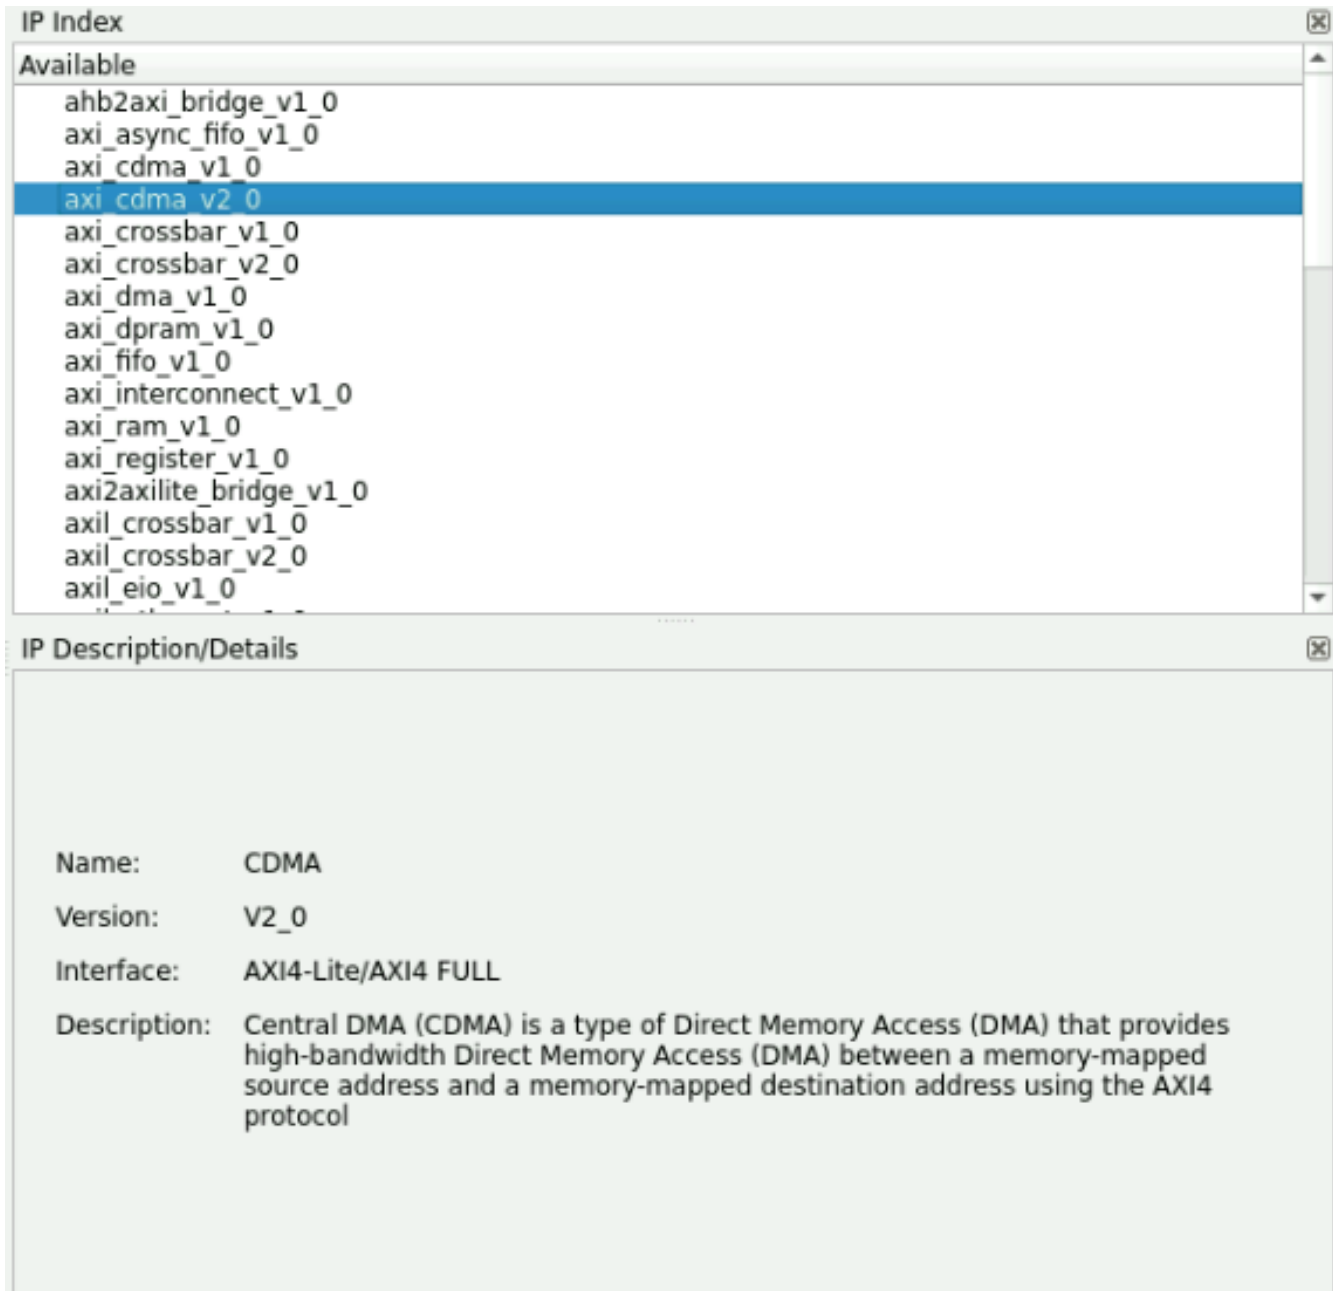 IP Index
Available
ahb2axi_bridge_v1_0
axi_async_fifo_v1_0
axi_cdma_v1_0
axi_cdma_v2_0
axi_crossbar_v1_0
axi_crossbar_v2_0
axi_dma_v1_0
axi_dpram_v1_0
axi_fifo_v1_0
axi_interconnect_v1_0
axi_ram_v1_0
axi_register_v1_0
axi2axilite_bridge_v1_0
axil_crossbar_v1_0
axil_crossbar_v2_0
axil_eio_v1_0
IP Description/Details
Name: CDMA
Version: V2_0
Interface: AXI4-Lite/AXI4 FULL
Description: Central DMA (CDMA) is a type of Direct Memory Access (DMA) that provides
high-bandwidth Direct Memory Access (DMA) between a memory-mapped
source address and a memory-mapped destination address using the AXI4
protocol